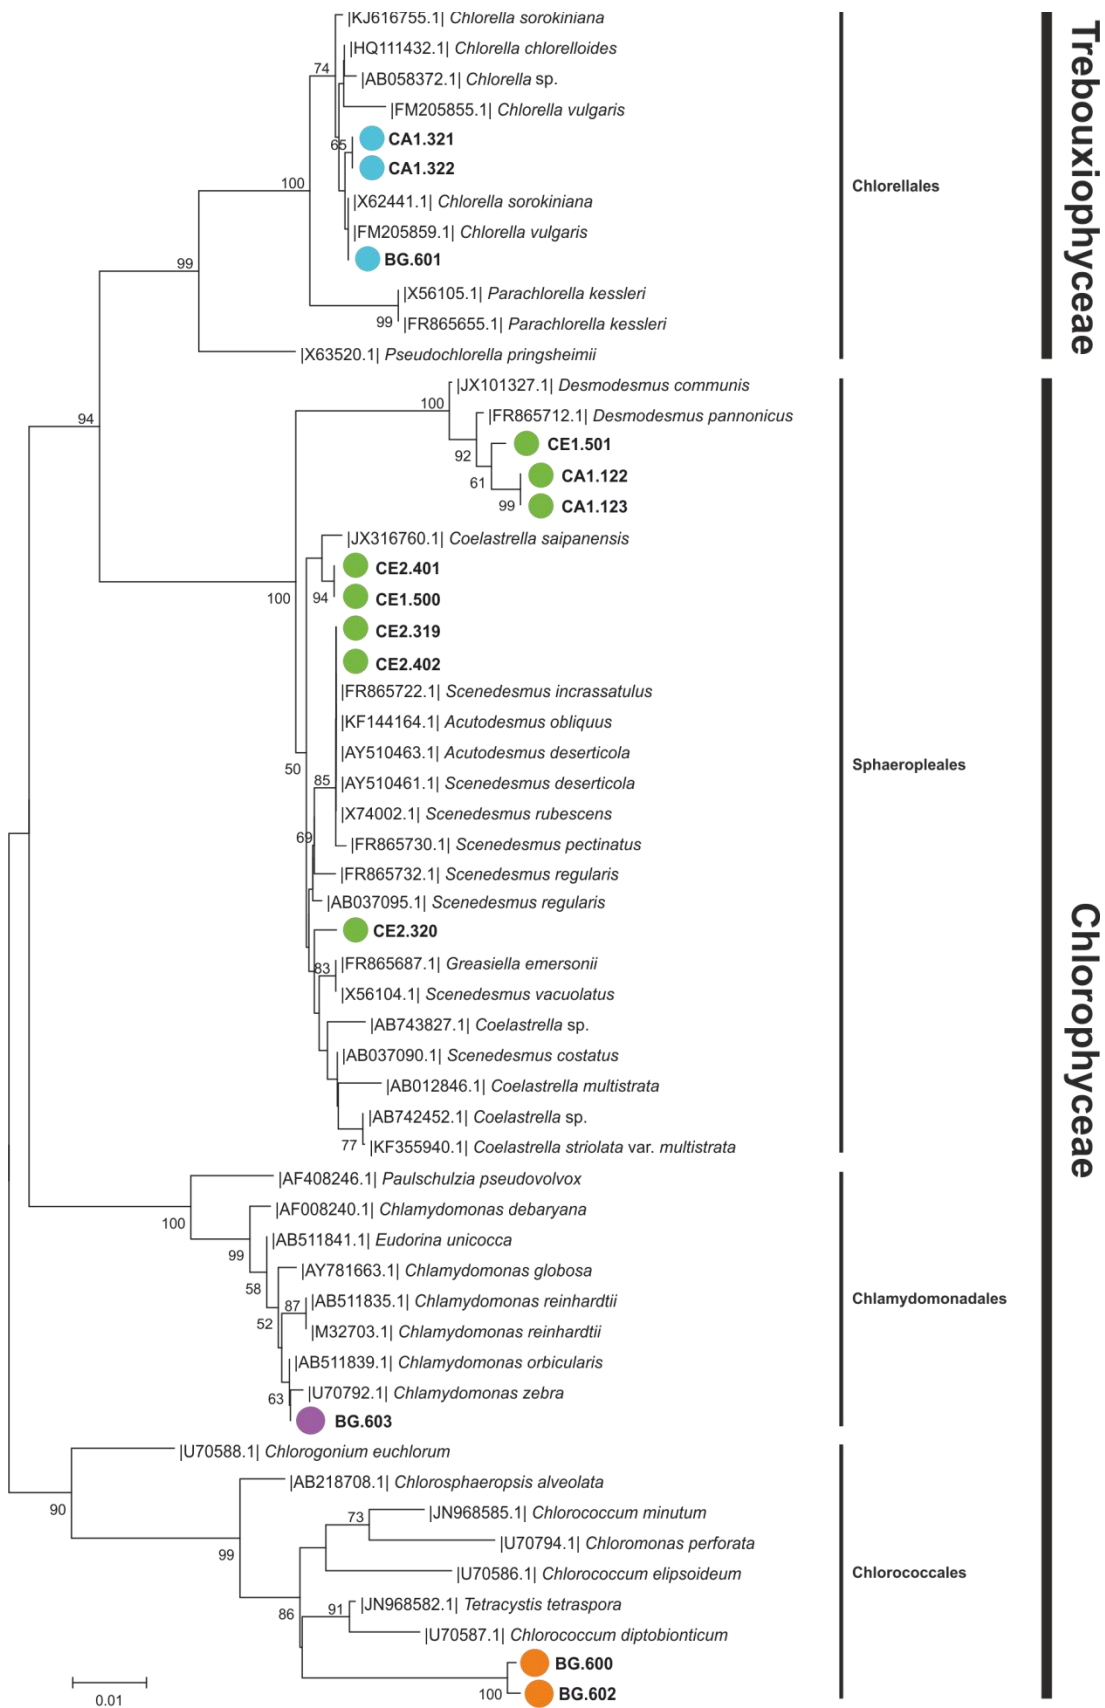 |KJ616755.1| Chlorella sorokiniana
|HQ111432.1| Chlorella chlorelloides
74
|AB058372.1| Chlorella sp.
|FM205855.1| Chlorella vulgaris
CA1.321
65
CA1.322
100
Chlorellales
|X62441.1| Chlorella sorokiniana
|FM205859.1| Chlorella vulgaris
BG.601
99
|X56105.1| Parachlorella kessleri
99
|FR865655.1| Parachlorella kessleri
|X63520.1| Pseudochlorella pringsheimii
Trebouxiophyceae
|JX101327.1| Desmodesmus communis
100
|FR865712.1| Desmodesmus pannonicus
94
CE1.501
92
CA1.122
61
99
CA1.123
|JX316760.1| Coelastrella saipanensis
CE2.401
100
94
CE1.500
CE2.319
CE2.402
|FR865722.1| Scenedesmus incrassatulus
|KF144164.1| Acutodesmus obliquus
|AY510463.1| Acutodesmus deserticola
Sphaeropleales
50
85
|AY510461.1| Scenedesmus deserticola
|X74002.1| Scenedesmus rubescens
69
|FR865730.1| Scenedesmus pectinatus
|FR865732.1| Scenedesmus regularis
|AB037095.1| Scenedesmus regularis
CE2.320
83
|FR865687.1| Greasiella emersonii
|X56104.1| Scenedesmus vacuolatus
|AB743827.1| Coelastrella sp.
|AB037090.1| Scenedesmus costatus
|AB012846.1| Coelastrella multistrata
|AB742452.1| Coelastrella sp.
77
|KF355940.1| Coelastrella striolata var. multistrata
Chlorophyceae
|AF408246.1| Paulschulzia pseudovolvox
100
|AF008240.1| Chlamydomonas debaryana
99
|AB511841.1| Eudorina unicocca
|AY781663.1| Chlamydomonas globosa
58
Chlamydomonadales
87
|AB511835.1| Chlamydomonas reinhardtii
52
|M32703.1| Chlamydomonas reinhardtii
|AB511839.1| Chlamydomonas orbicularis
63
|U70792.1| Chlamydomonas zebra
BG.603
|U70588.1| Chlorogonium euchlorum
|AB218708.1| Chlorosphaeropsis alveolata
90
|JN968585.1| Chlorococcum minutum
73
|U70794.1| Chloromonas perforata
99
|U70586.1| Chlorococcum elipsoideum
Chlorococcales
|JN968582.1| Tetracystis tetraspora
86
91
|U70587.1| Chlorococcum diptobionticum
BG.600
100
BG.602
0.01